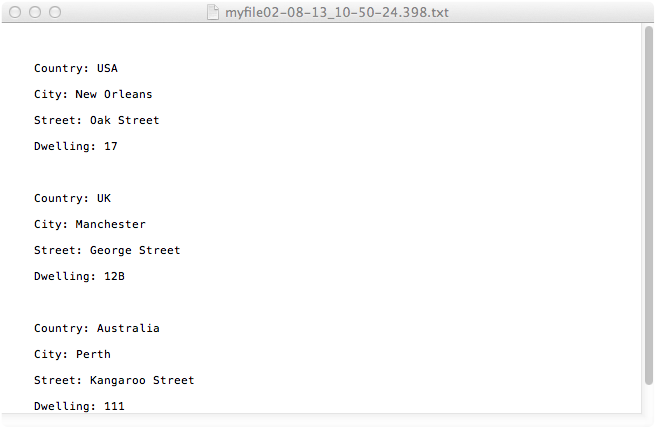 myfile02-08-13_10-50-24.398.txt
Country: USA
City: New Orleans
Street: Oak Street
Dwelling: 17
Country: UK
City: Manchester
Street: George Street
Dwelling: 12B
Country: Australia
City: Perth
Street: Kangaroo Street
Dwelling: 111